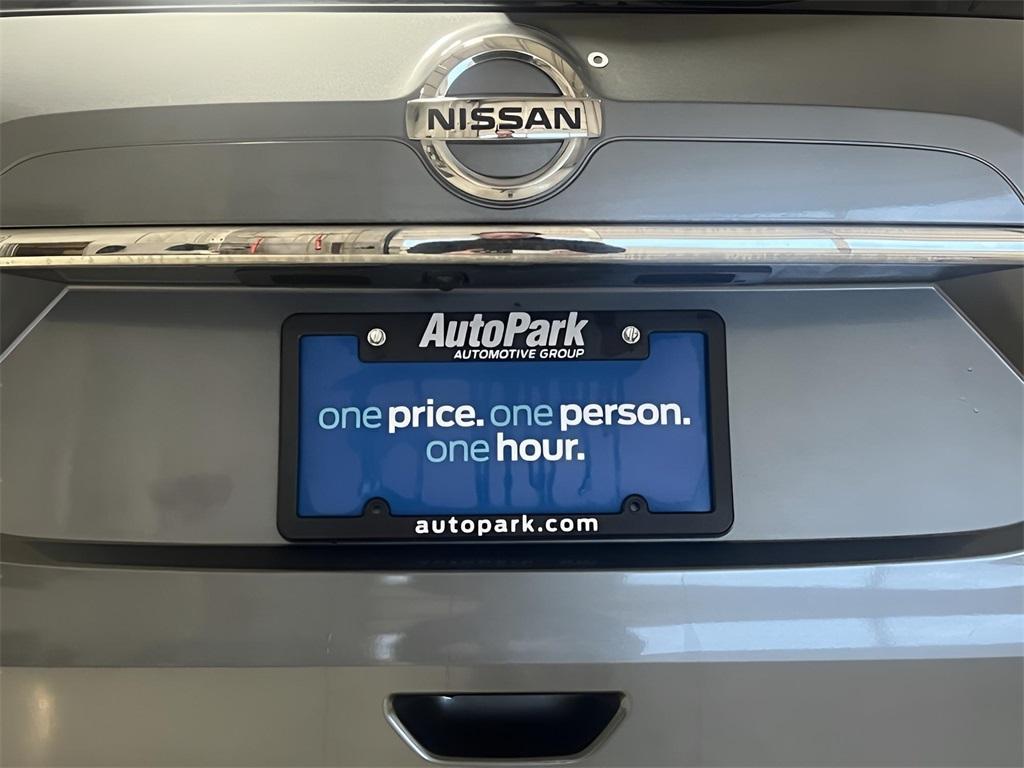 NISSAN
AutoPark
AUTOMOTIVE GROUP
one price. one person.
one hour.
autopark.com